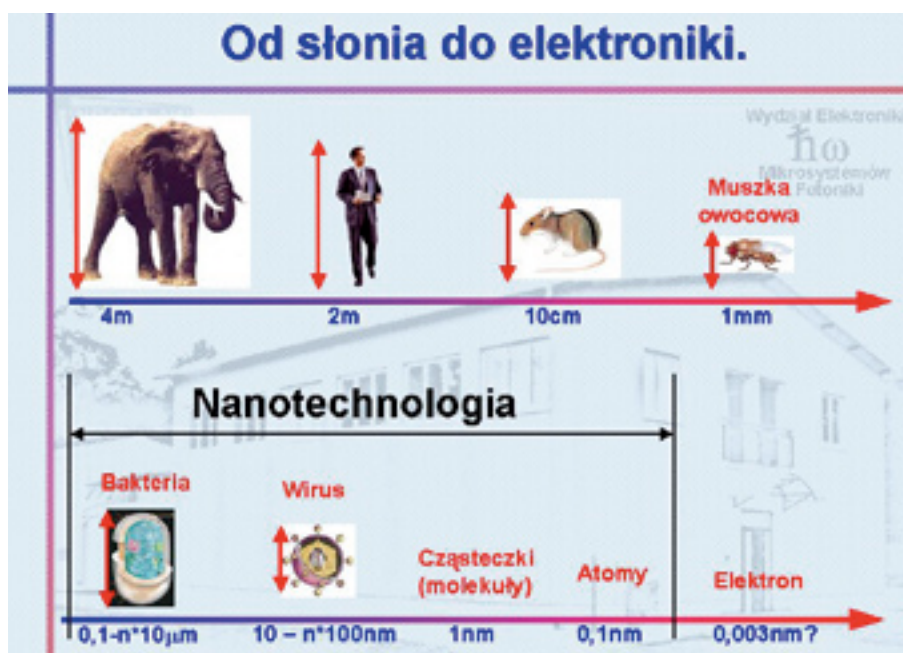 Od słonia do elektroniki.
Wydział Elektroniki
ħω
Mikrosystemów
Fotoniki
Muszka
owocowa
4m
2m
10cm
1mm
Nanotechnologia
Bakteria
Wirus
Cząsteczki
(molekuły)
Atomy
Elektron
0,1-n*10µm
10 – n*100nm
1nm
0,1nm
0,003nm?